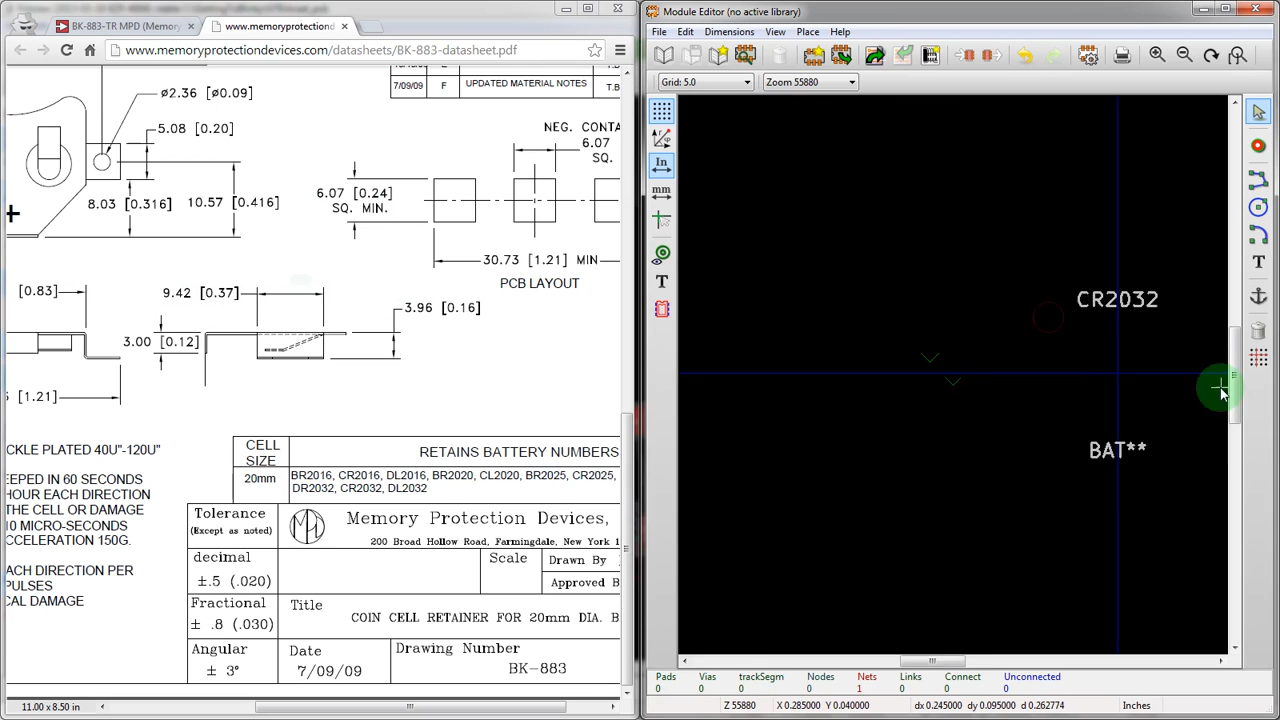 BK-883-TR MPD (Memory
www.memoryprotectiond
www.memoryprotectiondevices.com/datasheets/BK-883-datasheet.pdf
7/09/09 F UPDATED MATERIAL NOTES T.B
ø2.36 [ø0.09]
5.08 [0.20]
NEG. CONTA
6.07
SQ.
6.07 [0.24]
SQ. MIN.
8.03 [0.316]
10.57 [0.416]
+
30.73 [1.21] MIN
PCB LAYOUT
[0.83]
9.42 [0.37]
3.96 [0.16]
3.00 [0.12]
[1.21]
CKLE PLATED 40U"-120U"
EEPED IN 60 SECONDS
HOUR EACH DIRECTION
THE CELL OR DAMAGE
10 MICRO-SECONDS
CCELERATION 150G.
ACH DIRECTION PER
PULSES
CAL DAMAGE
CELL
SIZE
RETAINS BATTERY NUMBERS
20mm
BR2016, CR2016, DL2016, BR2020, CL2020, BR2025, CR2025,
DR2032, CR2032, DL2032
Tolerance
(Except as noted)
Memory Protection Devices,
200 Broad Hollow Road, Farmingdale, New York 1
decimal
±.5 (.020)
Scale
Drawn By
Approved B
Fractional
± .8 (.030)
Title
COIN CELL RETAINER FOR 20mm DIA. B
Angular
± 3°
Date
7/09/09
Drawing Number
BK-883
11.00 x 8.50 in
Module Editor (no active library)
File Edit Dimensions View Place Help
Grid: 5.0
Zoom 55880
In
mm
T
T
CR2032
BAT**
Pads Vias trackSegm Nodes Nets Links Connect Unconnected
0 0 0 0 1 0 0 0
Z 55880 X 0.285000 Y 0.040000 dx 0.245000 dy 0.095000 d 0.262774 Inches